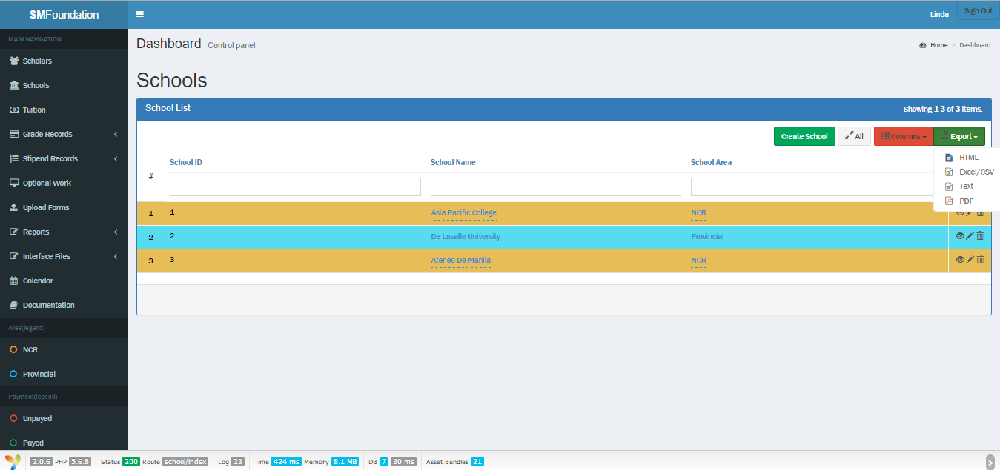 SMFoundation
Linda
Sign Out
MAIN NAVIGATION
Scholars
Schools
Tuition
Grade Records
Stipend Records
Optional Work
Upload Forms
Reports
Interface Files
Calendar
Documentation
Area(legend)
NCR
Provincial
Payment(legend)
Unpayed
Payed
Dashboard Control panel
Home > Dashboard
Schools
School List
Showing 1-3 of 3 items.
Create School All Columns Export
HTML
Excel/CSV
Text
PDF
# School ID School Name School Area
1 1 Asia Pacific College NCR
2 2 De Lasalle University Provincial
3 3 Ateneo De Manila NCR
2.0.6 PHP 5.6.8 Status 200 Route school/index Log 23 Time 424 ms Memory 8.1 MB DB 7 30 ms Asset Bundles 21